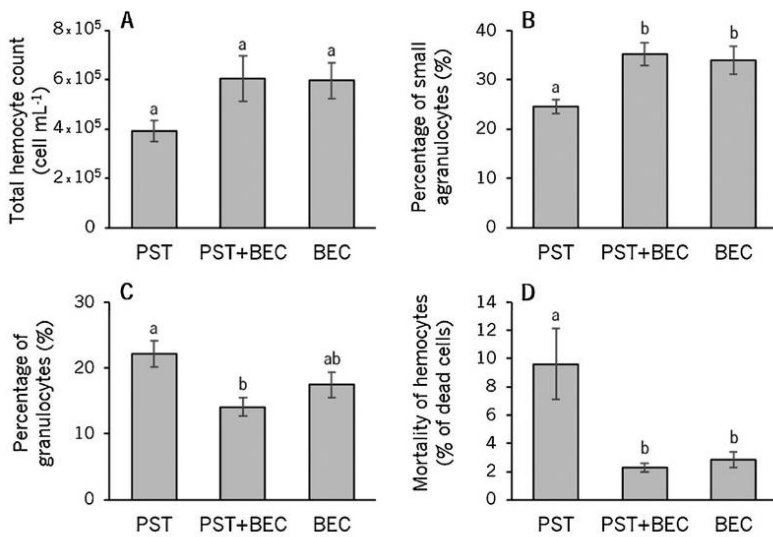 A
Total hemocyte count
(cell mL⁻¹)
8x10⁵
6x10⁵
4x10⁵
2x10⁵
0
a
a
a
PST
PST+BEC
BEC
B
Percentage of small
agranulocytes (%)
40
30
20
10
0
a
b
b
PST
PST+BEC
BEC
C
Percentage of
granulocytes (%)
30
20
10
0
a
b
ab
PST
PST+BEC
BEC
D
Mortality of hemocytes
(% of dead cells)
14
12
10
8
6
4
2
0
a
b
b
PST
PST+BEC
BEC